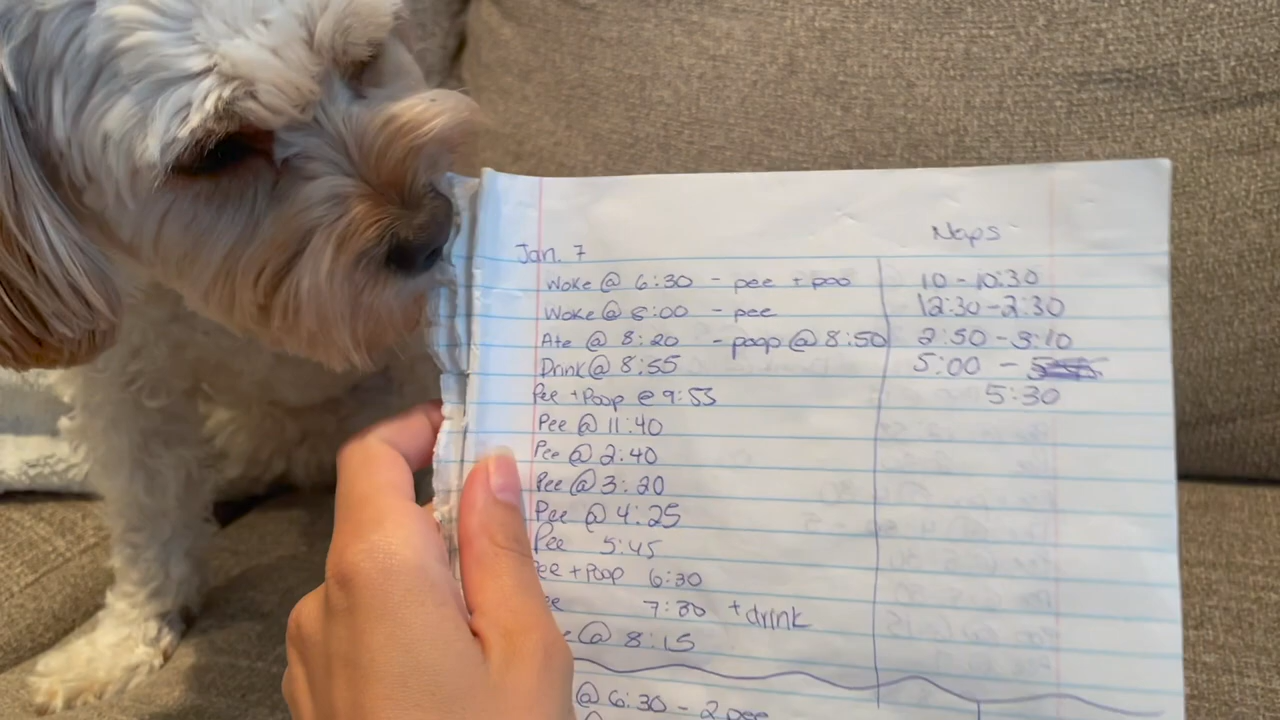 Jan. 7
Naps
Woke @ 6:30 - pee + poo
10 - 10:30
Woke @ 8:00 - pee
12:30 - 2:30
Ate @ 8:20 - poop @ 8:50
2:50 - 3:10
Drink @ 8:55
5:00 -
Pee + Poop @ 9:53
5:30
Pee @ 11:40
Pee @ 2:40
Pee @ 3:20
Pee @ 4:25
Pee 5:45
ee + Poop 6:30
ee 7:30 + drink
e @ 8:15
@ 6:30 - 2 pee